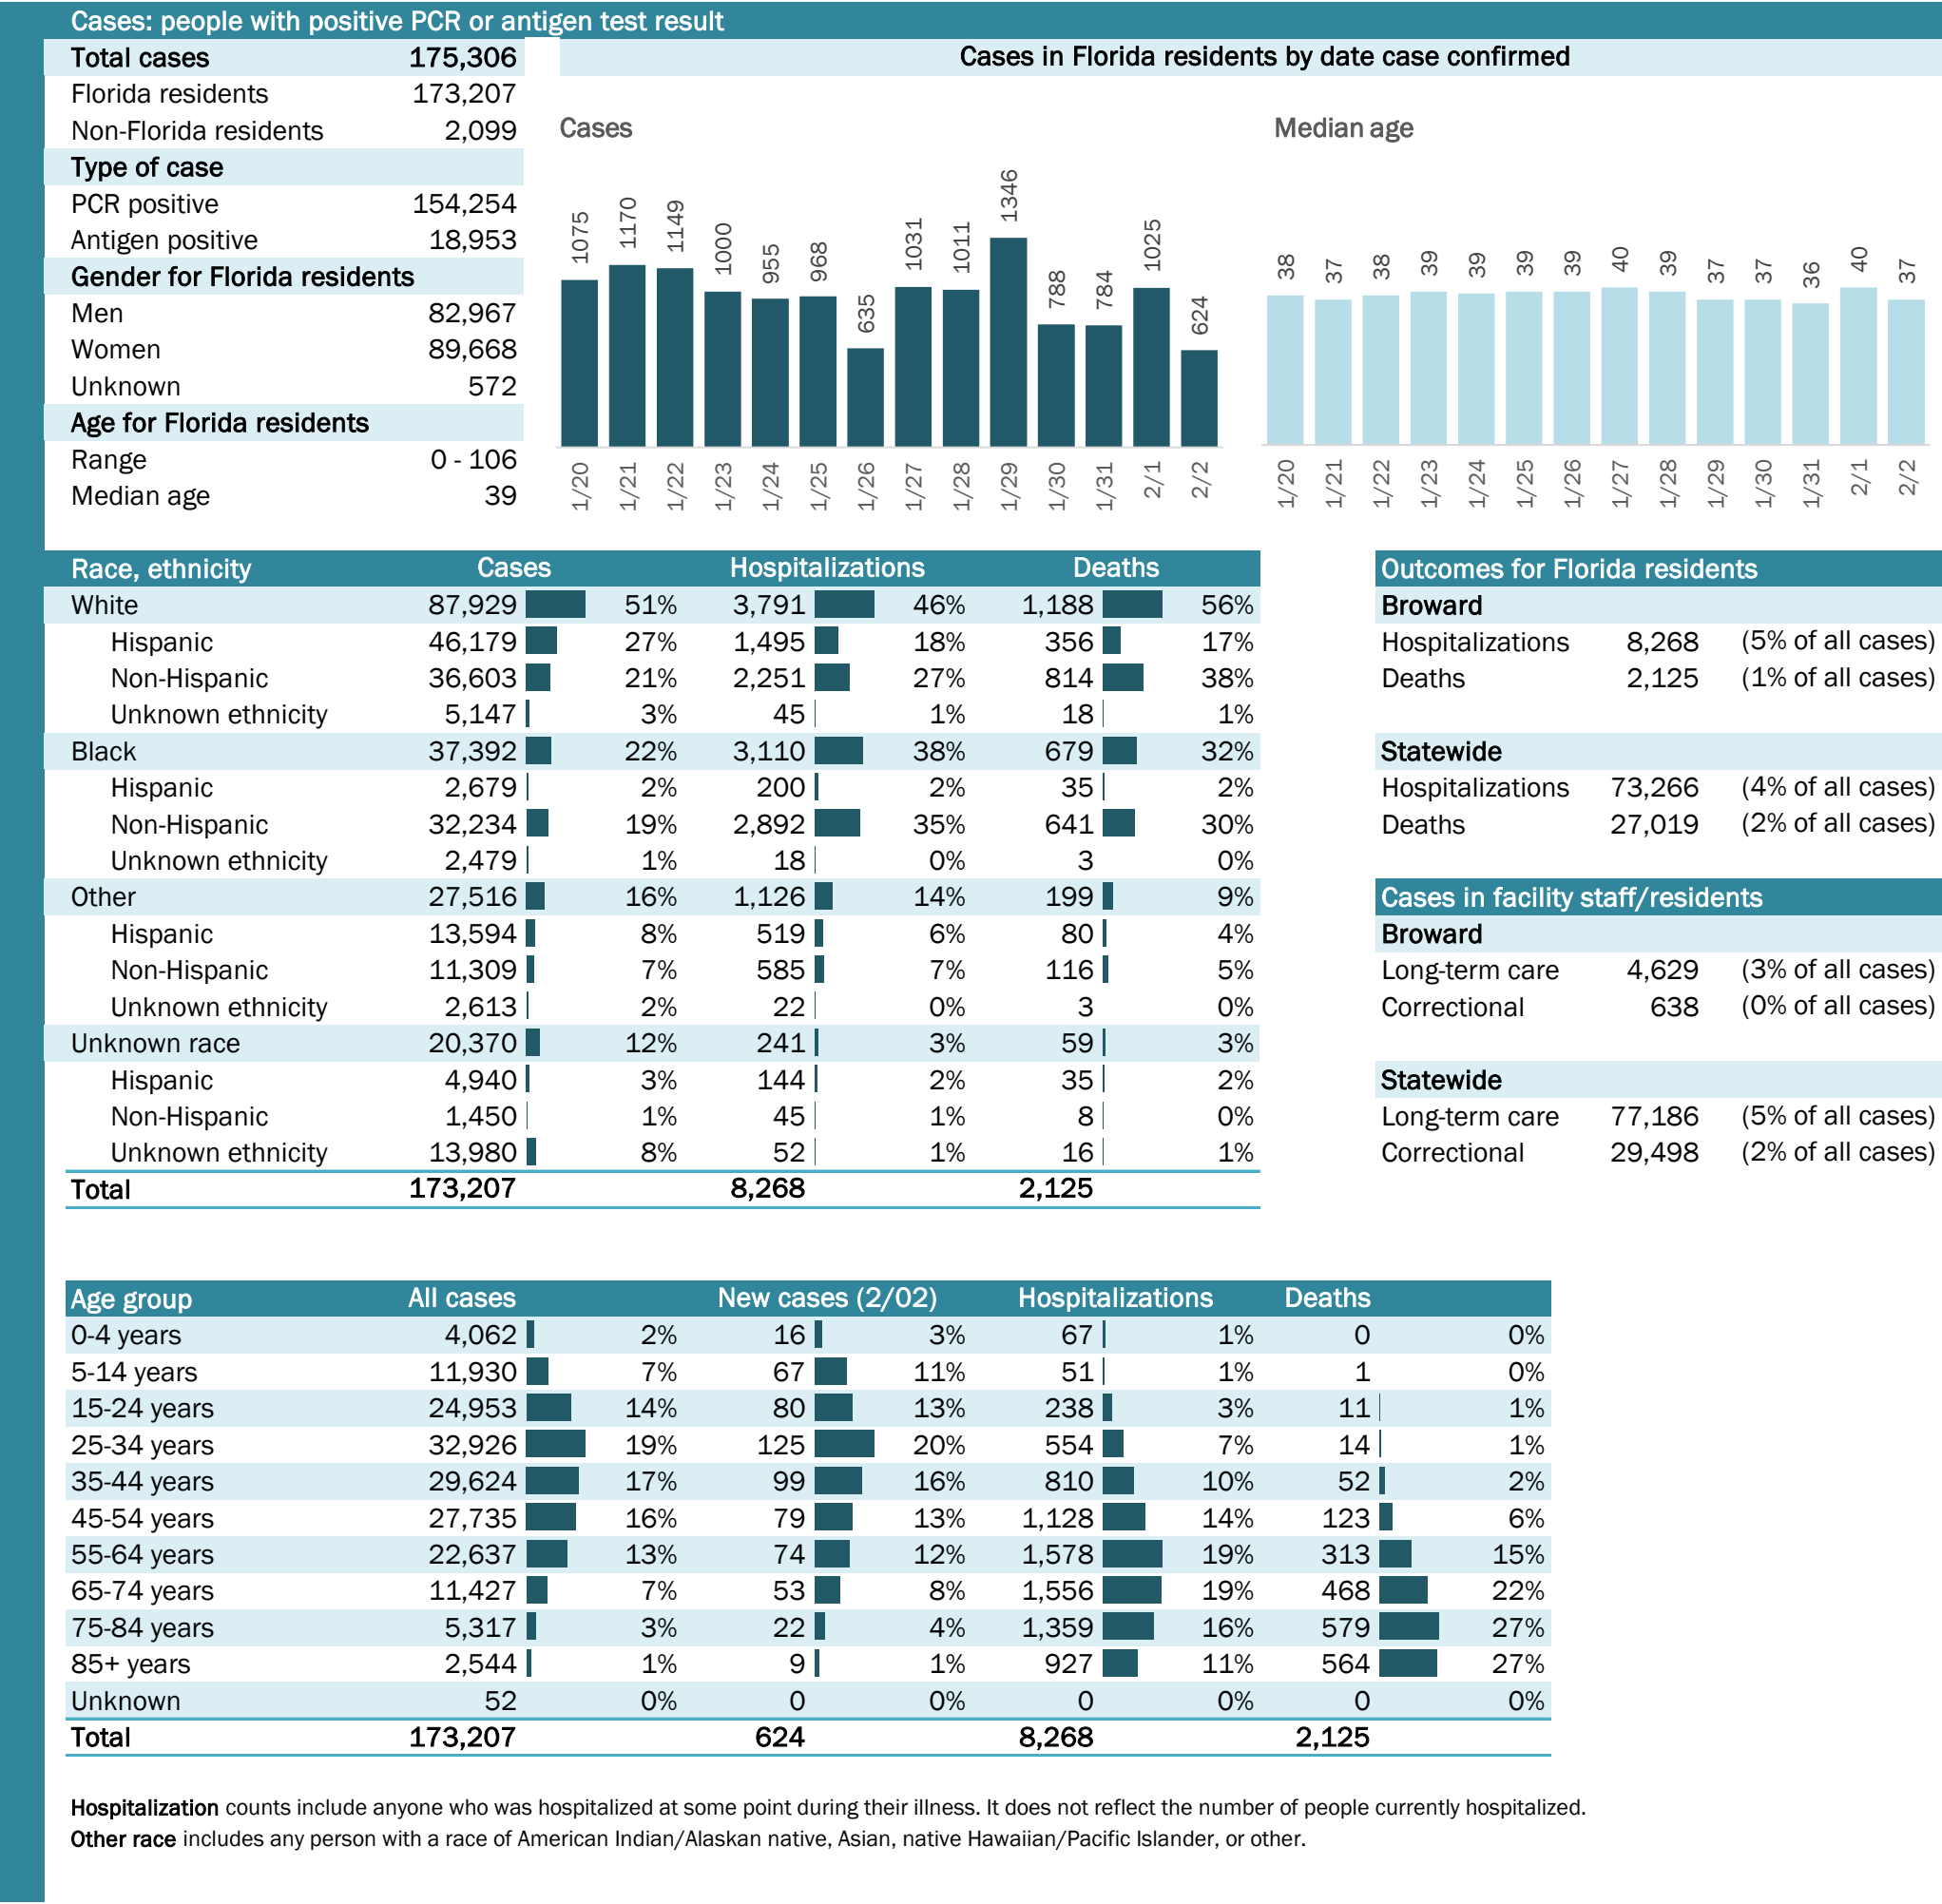 Cases: people with positive PCR or antigen test result
Total cases 175,306
Florida residents 173,207
Non-Florida residents 2,099
Type of case
PCR positive 154,254
Antigen positive 18,953
Gender for Florida residents
Men 82,967
Women 89,668
Unknown 572
Age for Florida residents
Range 0 - 106
Median age 39
Cases in Florida residents by date case confirmed
Cases
1075 1170 1149 1000 955 968 635 1031 1011 1346 788 784 1025 624
1/20 1/21 1/22 1/23 1/24 1/25 1/26 1/27 1/28 1/29 1/30 1/31 2/1 2/2
Median age
38 37 38 39 39 39 39 40 39 37 37 36 40 37
1/20 1/21 1/22 1/23 1/24 1/25 1/26 1/27 1/28 1/29 1/30 1/31 2/1 2/2
Race, ethnicity Cases Hospitalizations Deaths
White 87,929 51% 3,791 46% 1,188 56%
Hispanic 46,179 27% 1,495 18% 356 17%
Non-Hispanic 36,603 21% 2,251 27% 814 38%
Unknown ethnicity 5,147 3% 45 1% 18 1%
Black 37,392 22% 3,110 38% 679 32%
Hispanic 2,679 2% 200 2% 35 2%
Non-Hispanic 32,234 19% 2,892 35% 641 30%
Unknown ethnicity 2,479 1% 18 0% 3 0%
Other 27,516 16% 1,126 14% 199 9%
Hispanic 13,594 8% 519 6% 80 4%
Non-Hispanic 11,309 7% 585 7% 116 5%
Unknown ethnicity 2,613 2% 22 0% 3 0%
Unknown race 20,370 12% 241 3% 59 3%
Hispanic 4,940 3% 144 2% 35 2%
Non-Hispanic 1,450 1% 45 1% 8 0%
Unknown ethnicity 13,980 8% 52 1% 16 1%
Total 173,207 8,268 2,125
Outcomes for Florida residents
Broward
Hospitalizations 8,268 (5% of all cases)
Deaths 2,125 (1% of all cases)
Statewide
Hospitalizations 73,266 (4% of all cases)
Deaths 27,019 (2% of all cases)
Cases in facility staff/residents
Broward
Long-term care 4,629 (3% of all cases)
Correctional 638 (0% of all cases)
Statewide
Long-term care 77,186 (5% of all cases)
Correctional 29,498 (2% of all cases)
Age group All cases New cases (2/02) Hospitalizations Deaths
0-4 years 4,062 2% 16 3% 67 1% 0 0%
5-14 years 11,930 7% 67 11% 51 1% 1 0%
15-24 years 24,953 14% 80 13% 238 3% 11 1%
25-34 years 32,926 19% 125 20% 554 7% 14 1%
35-44 years 29,624 17% 99 16% 810 10% 52 2%
45-54 years 27,735 16% 79 13% 1,128 14% 123 6%
55-64 years 22,637 13% 74 12% 1,578 19% 313 15%
65-74 years 11,427 7% 53 8% 1,556 19% 468 22%
75-84 years 5,317 3% 22 4% 1,359 16% 579 27%
85+ years 2,544 1% 9 1% 927 11% 564 27%
Unknown 52 0% 0 0% 0 0% 0 0%
Total 173,207 624 8,268 2,125
Hospitalization counts include anyone who was hospitalized at some point during their illness. It does not reflect the number of people currently hospitalized.
Other race includes any person with a race of American Indian/Alaskan native, Asian, native Hawaiian/Pacific Islander, or other.